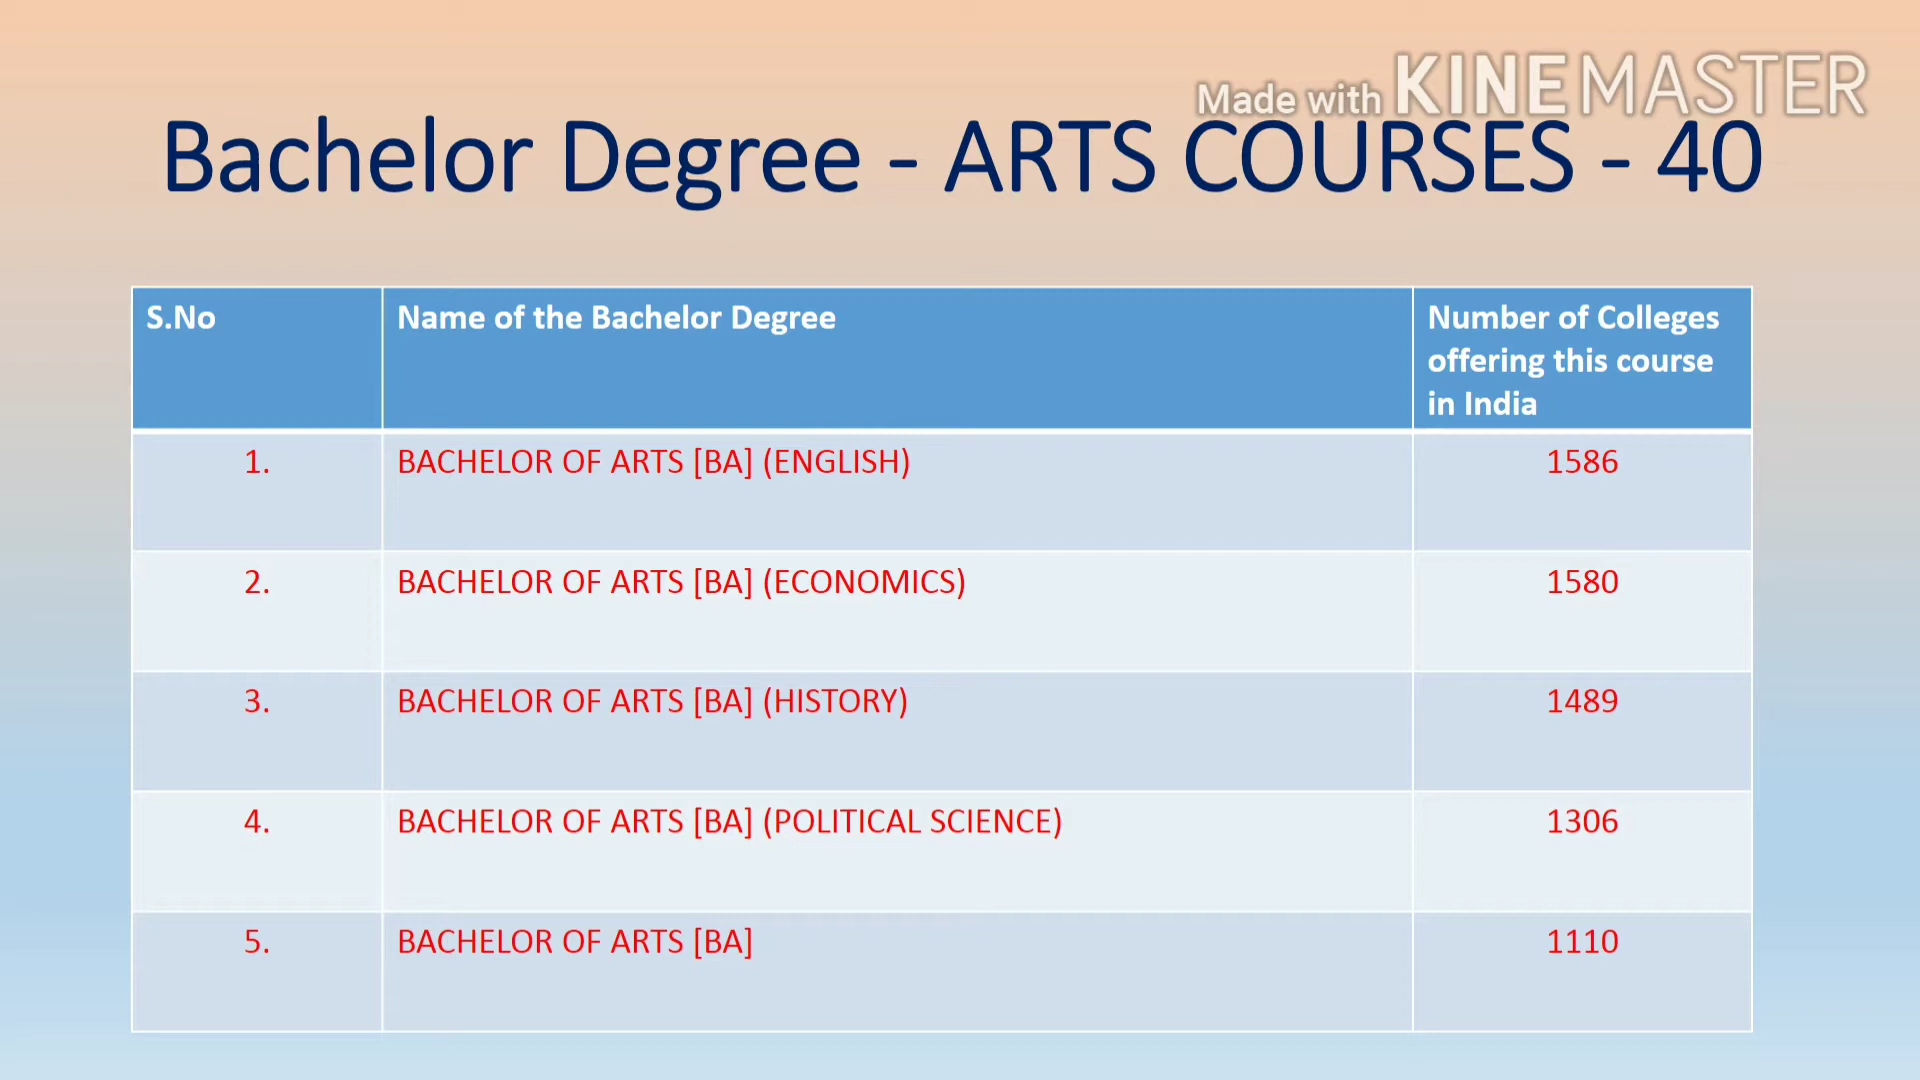 Made with KINEMASTER
Bachelor Degree - ARTS COURSES - 40
S.No
Name of the Bachelor Degree
Number of Colleges
offering this course
in India
1.
BACHELOR OF ARTS [BA] (ENGLISH)
1586
2.
BACHELOR OF ARTS [BA] (ECONOMICS)
1580
3.
BACHELOR OF ARTS [BA] (HISTORY)
1489
4.
BACHELOR OF ARTS [BA] (POLITICAL SCIENCE)
1306
5.
BACHELOR OF ARTS [BA]
1110